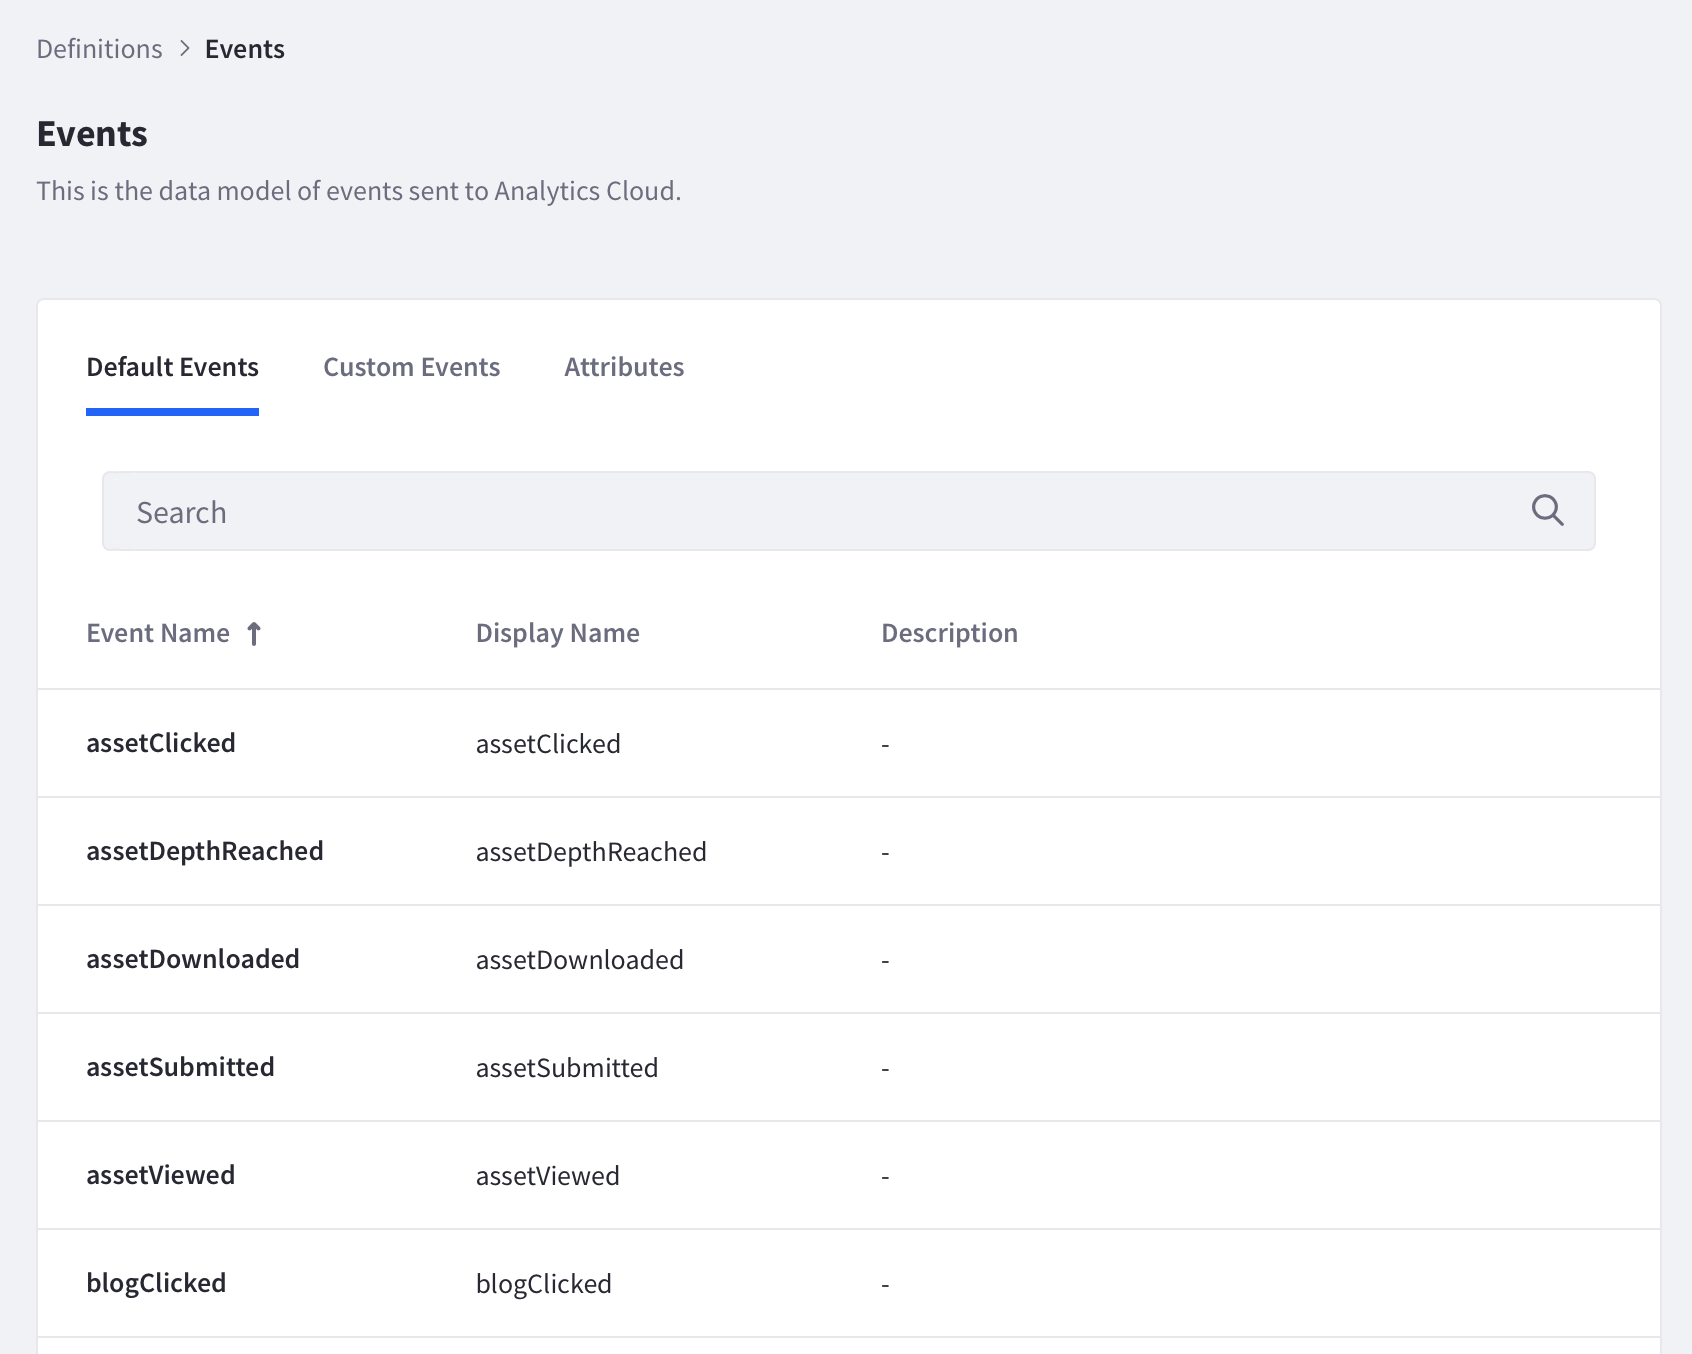 Definitions > Events
Events
This is the data model of events sent to Analytics Cloud.
Default Events Custom Events Attributes
Search
Event Name ↑ Display Name Description
assetClicked assetClicked -
assetDepthReached assetDepthReached -
assetDownloaded assetDownloaded -
assetSubmitted assetSubmitted -
assetViewed assetViewed -
blogClicked blogClicked -